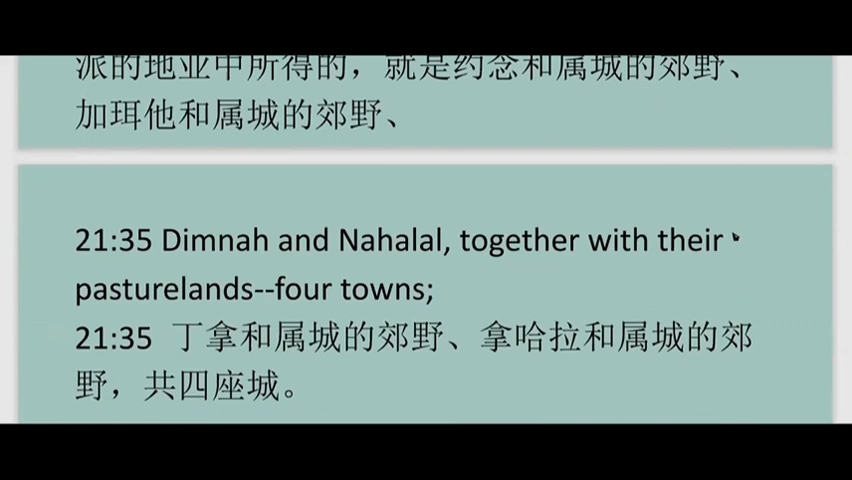 派的地业中所得的，就是约念和属城的郊野、
加珥他和属城的郊野、
21:35 Dimnah and Nahalal, together with their
pasturelands--four towns;
21:35 丁拿和属城的郊野、拿哈拉和属城的郊
野，共四座城。